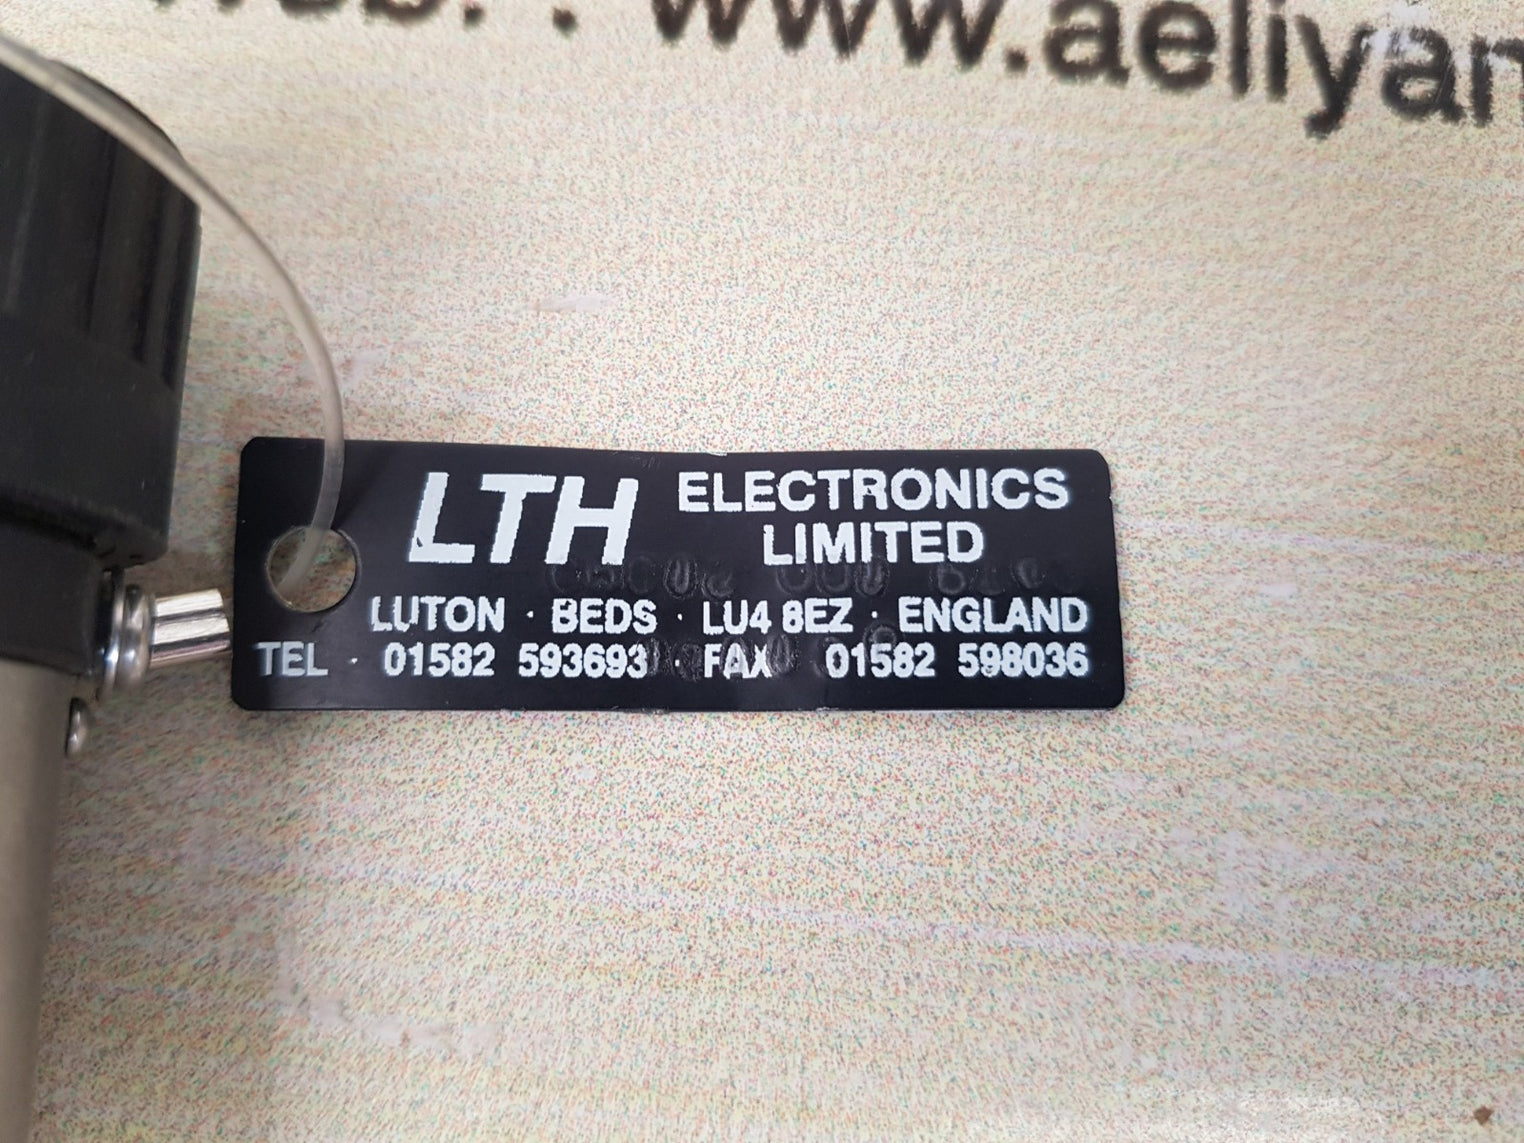 www.aeliyan
LTH ELECTRONICS
LIMITED
LUTON · BEDS · LU4 8EZ · ENGLAND
TEL · 01582 593693 · FAX 01582 598036